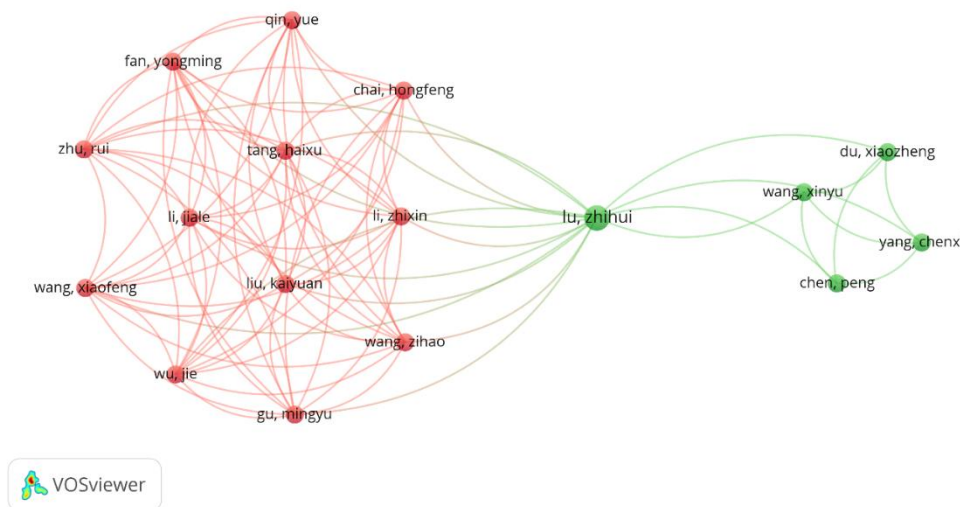 qin, yue
fan, yongming
chai, hongfeng
zhu, rui
tang, haixu
du, xiaozheng
wang, xinyu
li, jiale
li, zhixin
lu, zhihui
yang, chenx
wang, xiaofeng
liu, kaiyuan
chen, peng
wang, zihao
wu, jie
gu, mingyu
VOSviewer